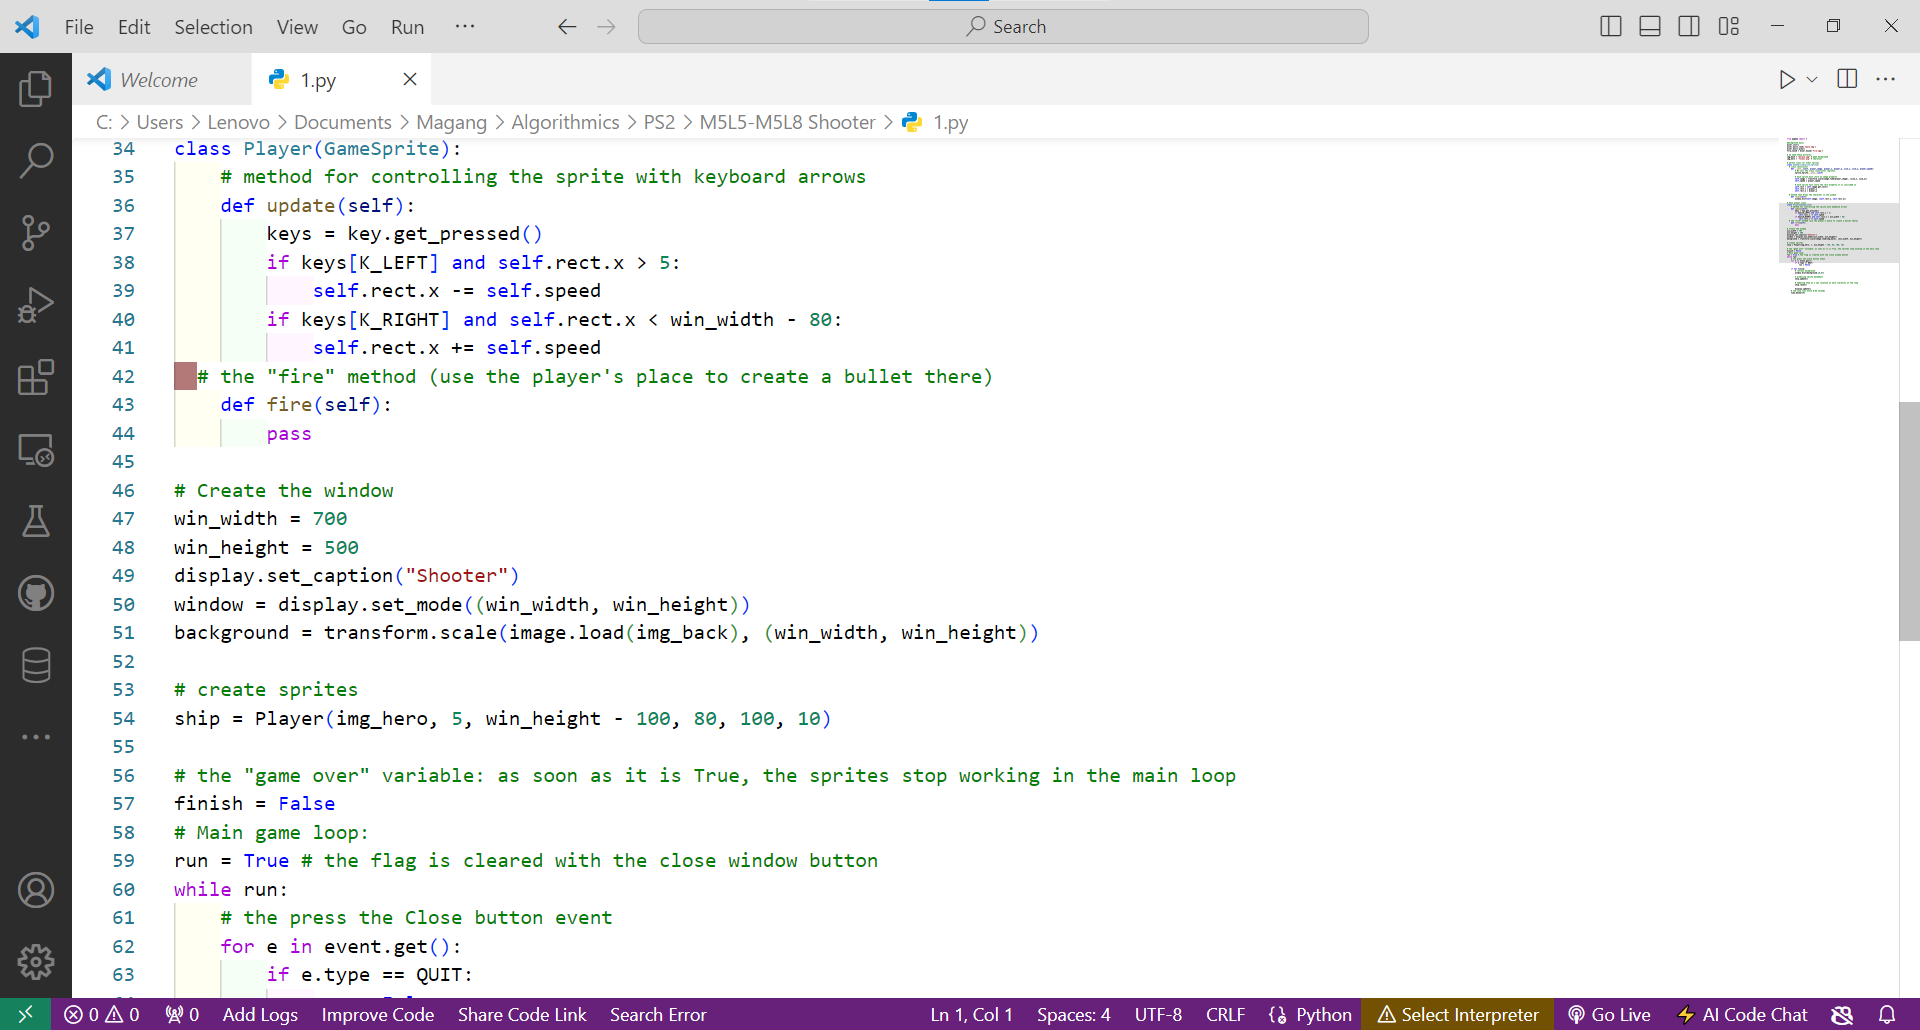 File Edit Selection View Go Run ··· Search
Welcome 1.py
C: > Users > Lenovo > Documents > Magang > Algorithmics > PS2 > M5L5-M5L8 Shooter > 1.py
34 class Player(GameSprite):
35 # method for controlling the sprite with keyboard arrows
36 def update(self):
37 keys = key.get_pressed()
38 if keys[K_LEFT] and self.rect.x > 5:
39 self.rect.x -= self.speed
40 if keys[K_RIGHT] and self.rect.x < win_width - 80:
41 self.rect.x += self.speed
42 # the "fire" method (use the player's place to create a bullet there)
43 def fire(self):
44 pass
45
46 # Create the window
47 win_width = 700
48 win_height = 500
49 display.set_caption("Shooter")
50 window = display.set_mode((win_width, win_height))
51 background = transform.scale(image.load(img_back), (win_width, win_height))
52
53 # create sprites
54 ship = Player(img_hero, 5, win_height - 100, 80, 100, 10)
55
56 # the "game over" variable: as soon as it is True, the sprites stop working in the main loop
57 finish = False
58 # Main game loop:
59 run = True # the flag is cleared with the close window button
60 while run:
61 # the press the Close button event
62 for e in event.get():
63 if e.type == QUIT:
0 0 0 Add Logs Improve Code Share Code Link Search Error Ln 1, Col 1 Spaces: 4 UTF-8 CRLF Python Select Interpreter Go Live AI Code Chat